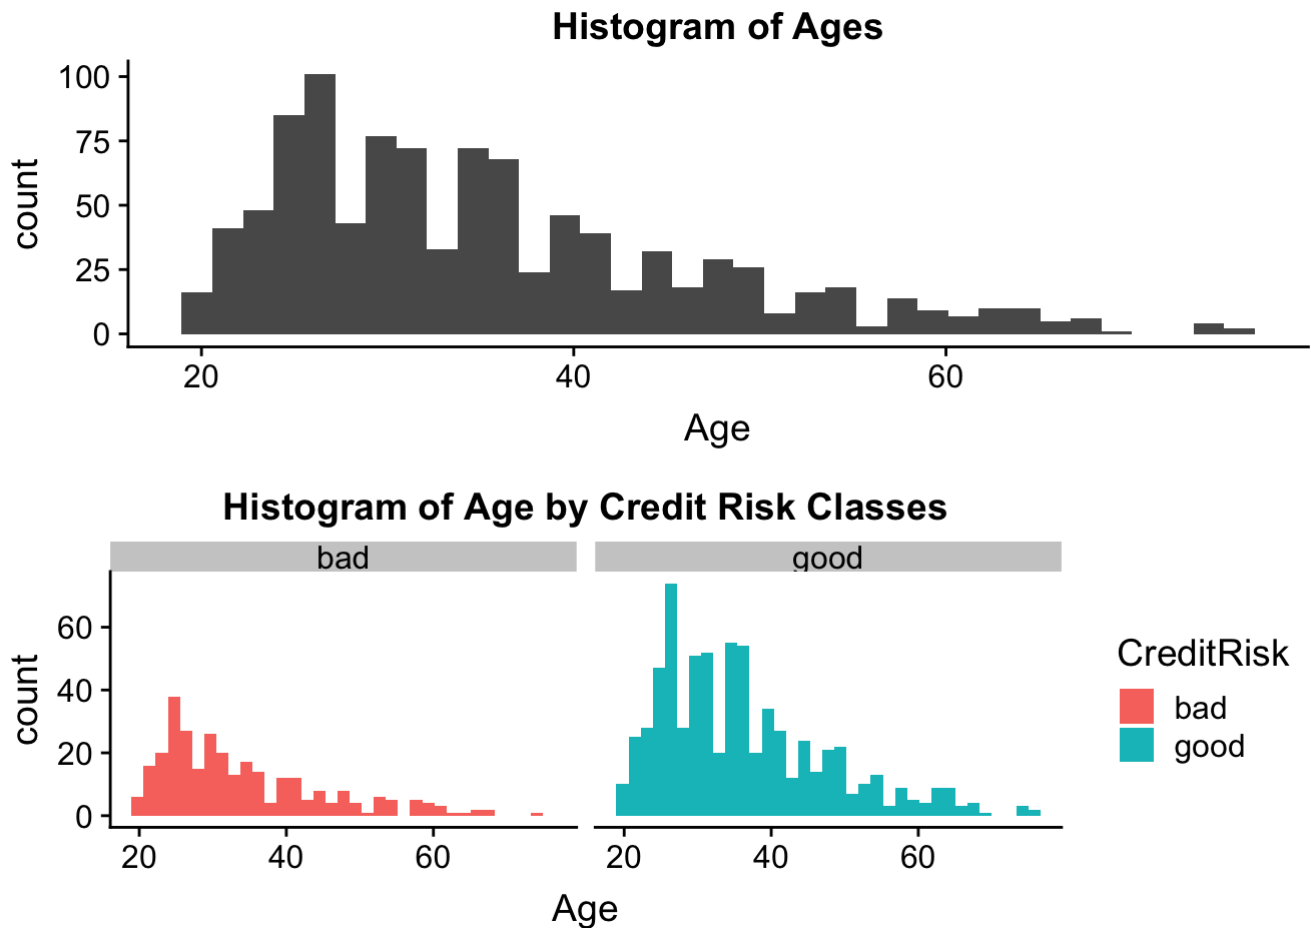 Histogram of Ages
100
75
50
25
0
count
20 40 60
Age
Histogram of Age by Credit Risk Classes
bad good
60
40
20
0
count
20 40 60 20 40 60
Age
CreditRisk
bad
good